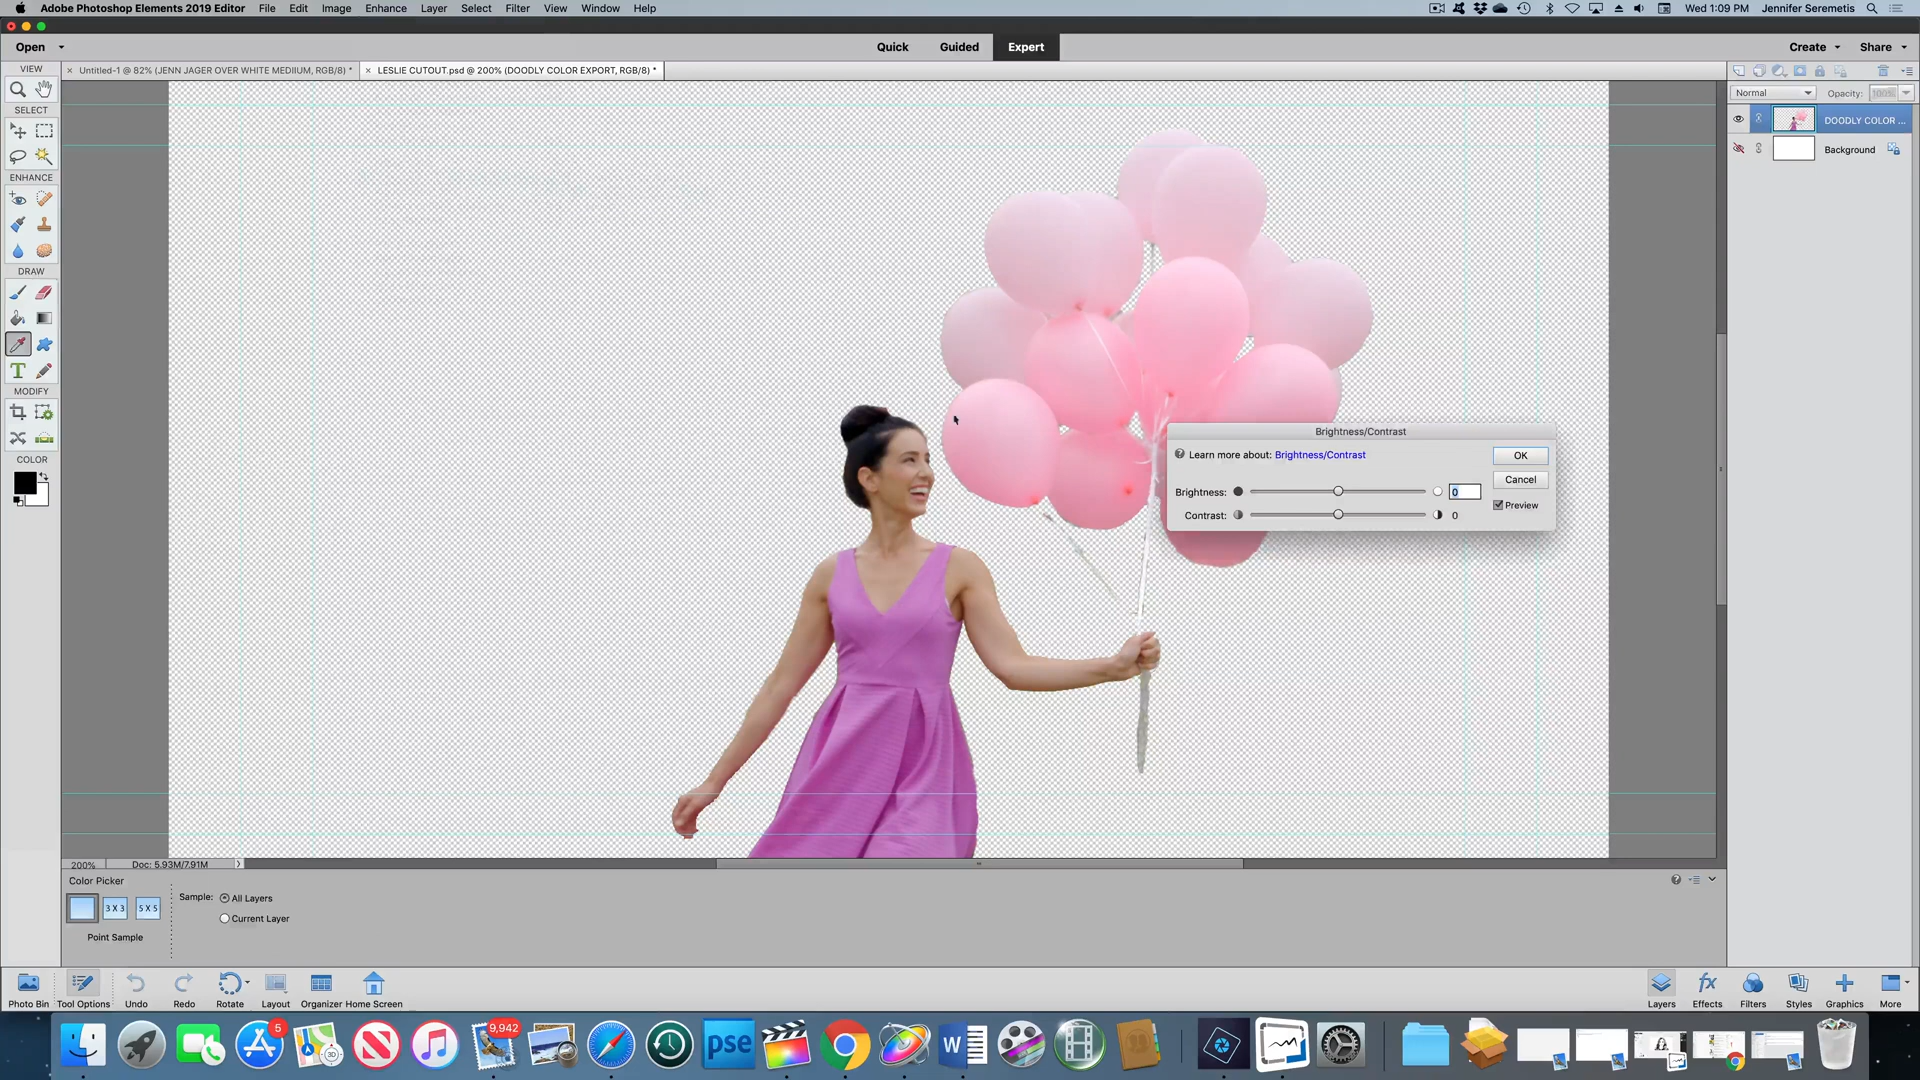 Adobe Photoshop Elements 2019 Editor File Edit Image Enhance Layer Select Filter View Window Help Wed 1:09 PM Jennifer Seremetis
Open Quick Guided Expert Create Share
VIEW
Untitled-1 @ 82% (JENN JAGER OVER WHITE MEDIIUM, RGB/8) *
LESLIE CUTOUT.psd @ 200% (DOODLY COLOR EXPORT, RGB/8) *
Normal Opacity: 100%
SELECT
DOODLY COLOR ...
Background
ENHANCE
DRAW
T
MODIFY
COLOR
Brightness/Contrast
Learn more about: Brightness/Contrast
OK
Cancel
Brightness: 0
Preview
Contrast: 0
200% Doc: 5.93M/7.91M
Color Picker
Sample: All Layers
3 X 3 5 X 5
Current Layer
Point Sample
Photo Bin Tool Options Undo Redo Rotate Layout Organizer Home Screen Layers Effects Filters Styles Graphics More
5
9,942
3D
pse
W